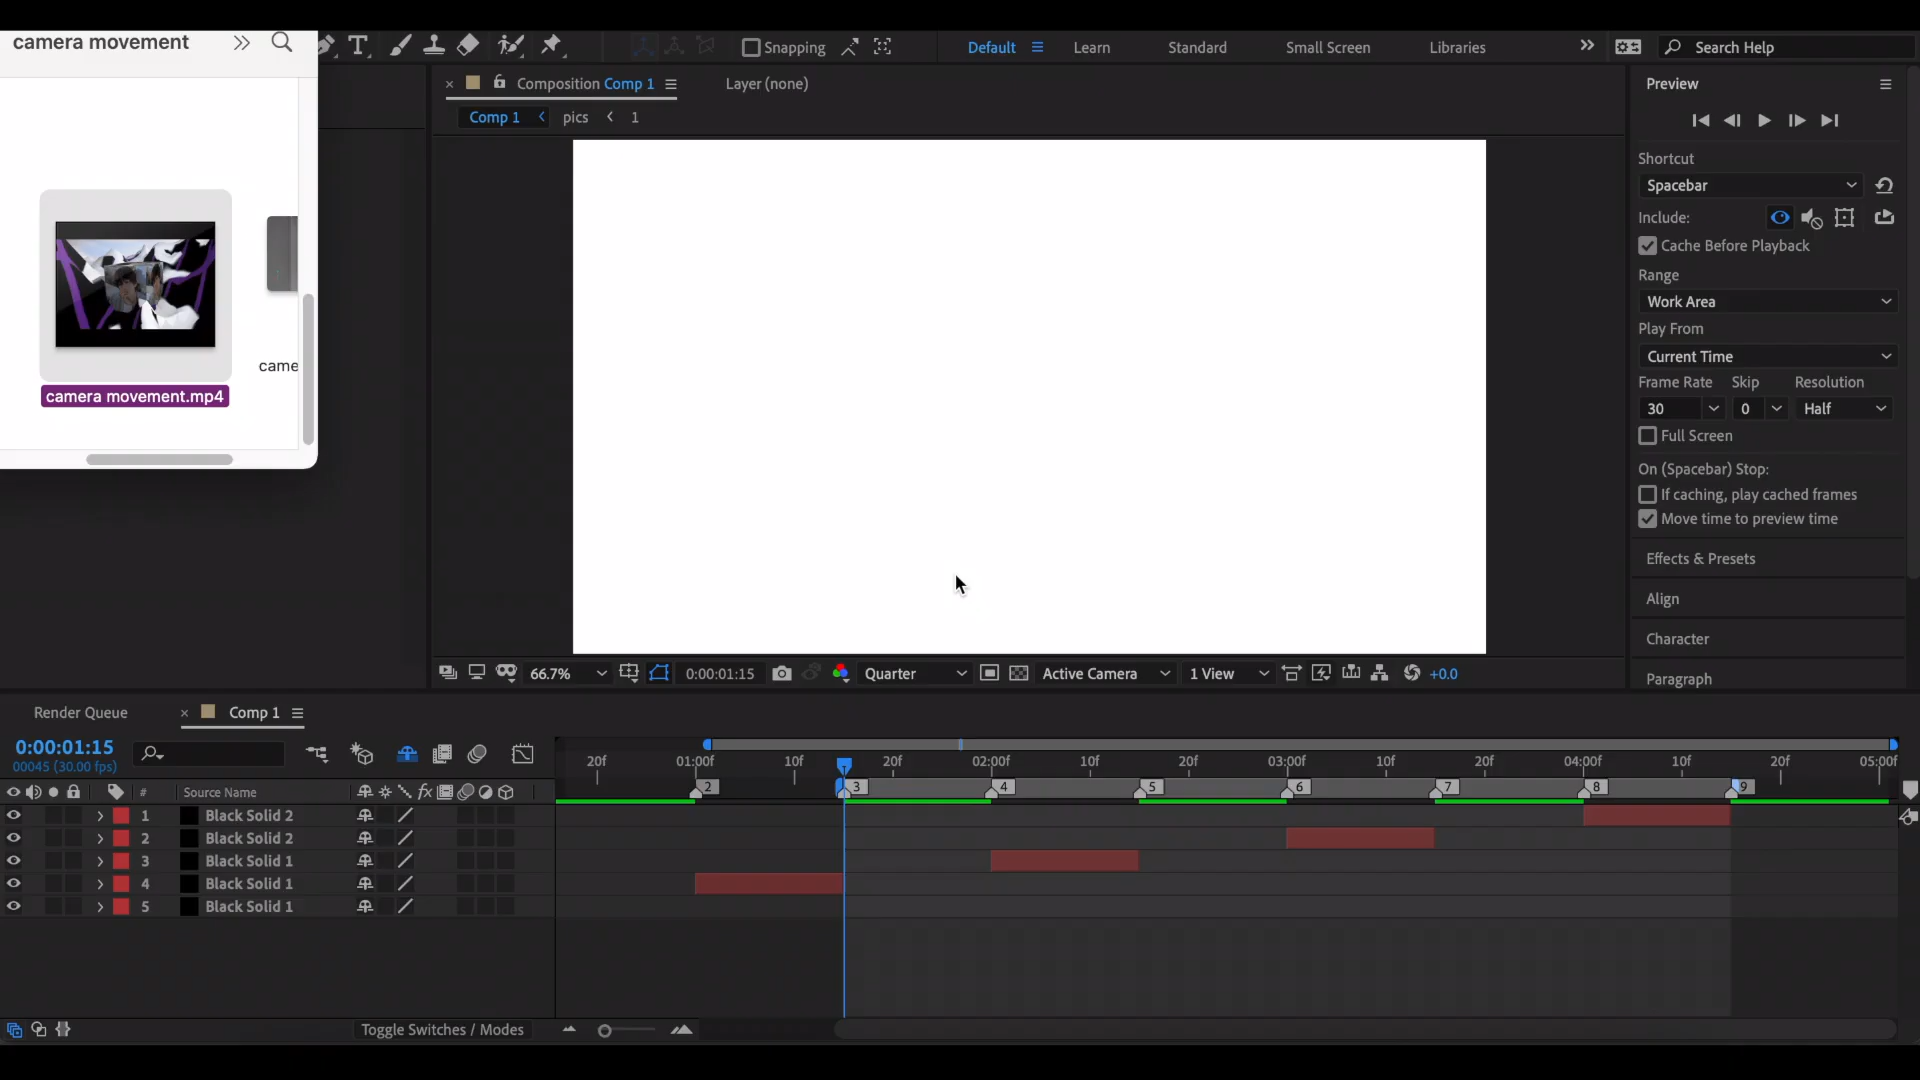 camera movement
Snapping
Default
Learn
Standard
Small Screen
Libraries
Search Help
Composition Comp 1
Layer (none)
Comp 1
pics
1
camera movement.mp4
came
Preview
Shortcut
Spacebar
Include:
Cache Before Playback
Range
Work Area
Play From
Current Time
Frame Rate Skip Resolution
30 0 Half
Full Screen
On (Spacebar) Stop:
If caching, play cached frames
Move time to preview time
Effects & Presets
Align
Character
Paragraph
66.7% 0:00:01:15 Quarter Active Camera 1 View +0.0
Render Queue
Comp 1
0:00:01:15
00045 (30.00 fps)
20f 01:00f 10f 20f 02:00f 10f 20f 03:00f 10f 20f 04:00f 10f 20f 05:00f
# Source Name fx
2 3 4 5 6 7 8 9
1 Black Solid 2
2 Black Solid 2
3 Black Solid 1
4 Black Solid 1
5 Black Solid 1
Toggle Switches / Modes